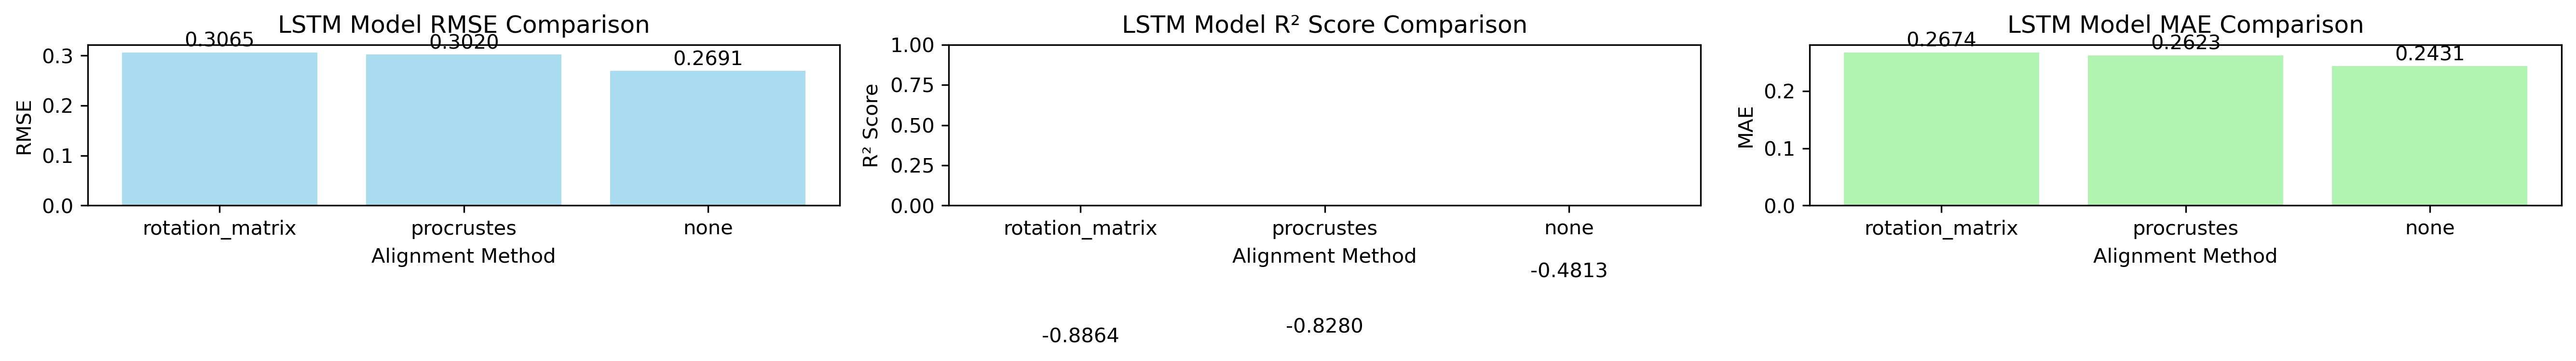 LSTM Model RMSE Comparison
0.3065
0.3020
0.2691
0.3
0.2
0.1
0.0
RMSE
rotation_matrix
procrustes
none
Alignment Method
LSTM Model R² Score Comparison
1.00
0.75
0.50
0.25
0.00
R² Score
rotation_matrix
procrustes
none
Alignment Method
-0.4813
-0.8280
-0.8864
LSTM Model MAE Comparison
0.2674
0.2623
0.2431
0.2
0.1
0.0
MAE
rotation_matrix
procrustes
none
Alignment Method